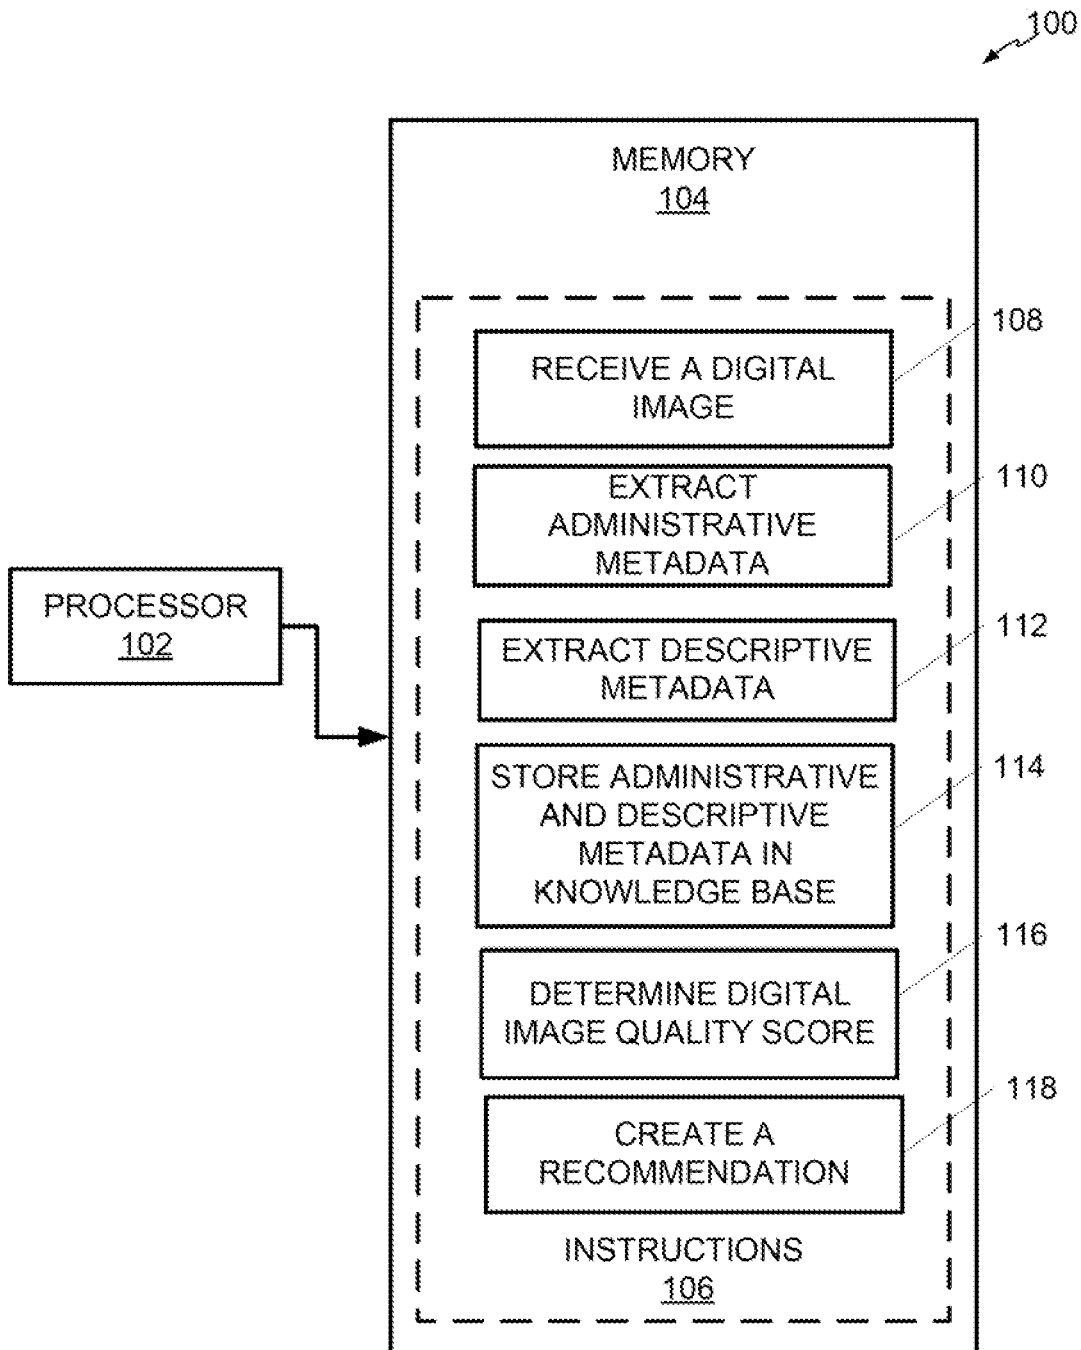 100
MEMORY
104
108
RECEIVE A DIGITAL
IMAGE
110
EXTRACT
ADMINISTRATIVE
METADATA
PROCESSOR
102
112
EXTRACT DESCRIPTIVE
METADATA
114
STORE ADMINISTRATIVE
AND DESCRIPTIVE
METADATA IN
KNOWLEDGE BASE
116
DETERMINE DIGITAL
IMAGE QUALITY SCORE
118
CREATE A
RECOMMENDATION
INSTRUCTIONS
106